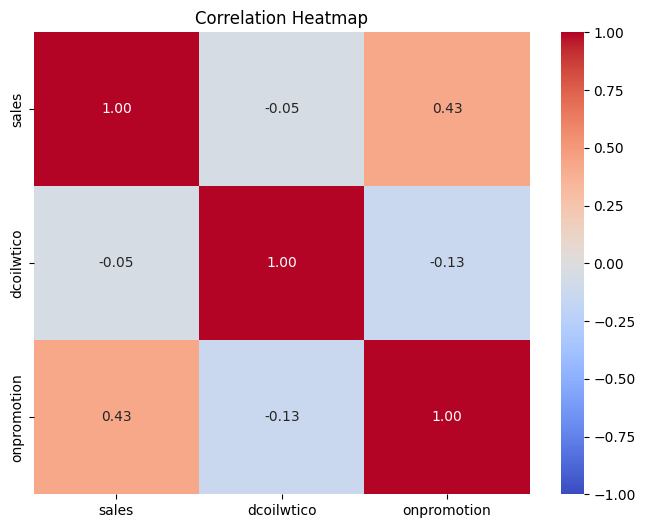 Correlation Heatmap
sales
1.00
-0.05
0.43
dcoilwtico
-0.05
1.00
-0.13
onpromotion
0.43
-0.13
1.00
sales
dcoilwtico
onpromotion
1.00
0.75
0.50
0.25
0.00
−0.25
−0.50
−0.75
−1.00